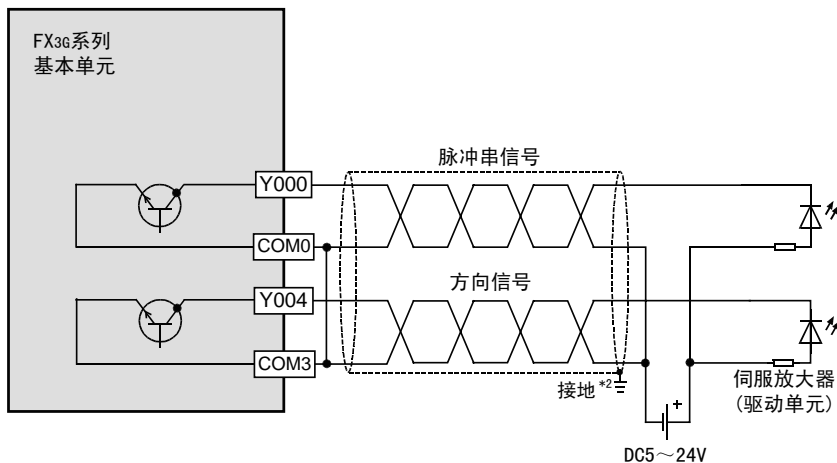 FX3G系列
基本单元
脉冲串信号
Y000
COM0
方向信号
Y004
COM3
接地*2
伺服放大器
(驱动单元)
+
DC5～24V